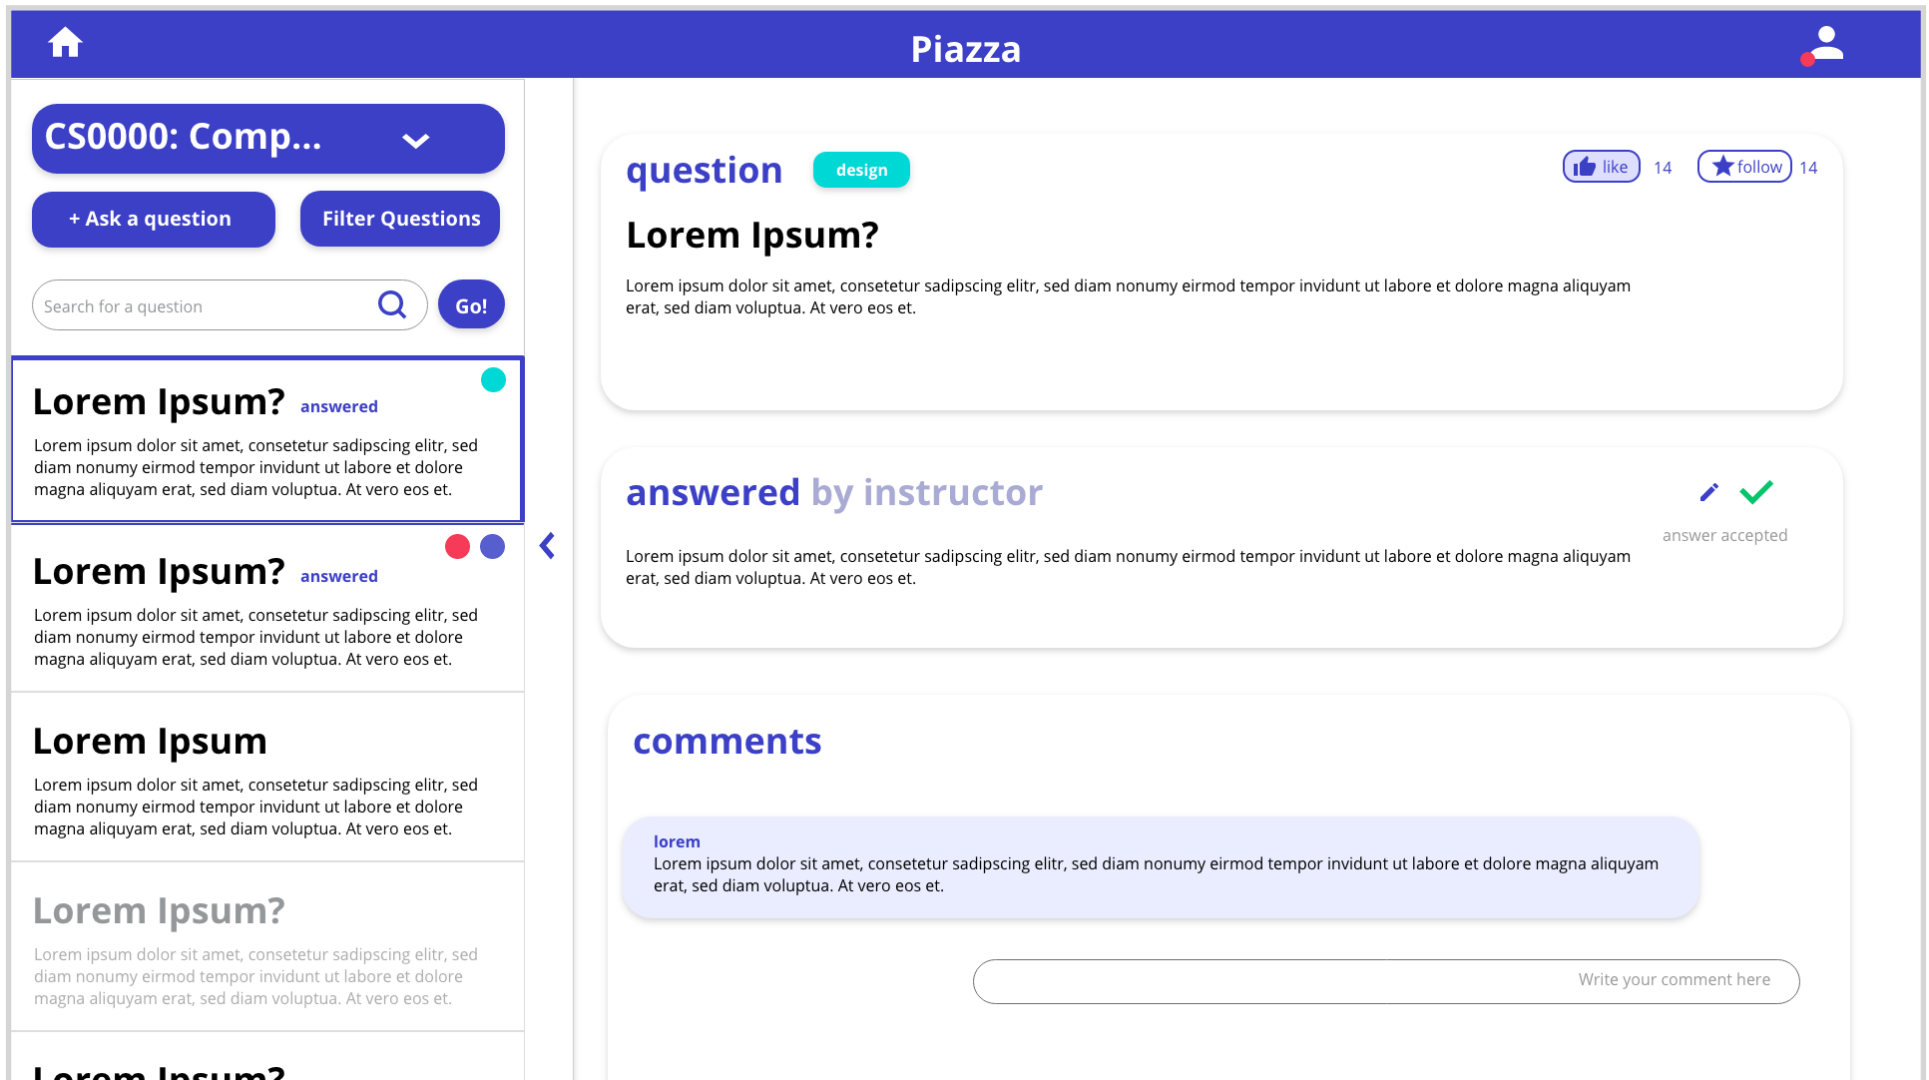 Piazza
CS0000: Comp...
+ Ask a question
Filter Questions
Search for a question
Go!
Lorem Ipsum? answered
Lorem ipsum dolor sit amet, consetetur sadipscing elitr, sed
diam nonumy eirmod tempor invidunt ut labore et dolore
magna aliquyam erat, sed diam voluptua. At vero eos et.
Lorem Ipsum? answered
Lorem ipsum dolor sit amet, consetetur sadipscing elitr, sed
diam nonumy eirmod tempor invidunt ut labore et dolore
magna aliquyam erat, sed diam voluptua. At vero eos et.
Lorem Ipsum
Lorem ipsum dolor sit amet, consetetur sadipscing elitr, sed
diam nonumy eirmod tempor invidunt ut labore et dolore
magna aliquyam erat, sed diam voluptua. At vero eos et.
Lorem Ipsum?
Lorem ipsum dolor sit amet, consetetur sadipscing elitr, sed
diam nonumy eirmod tempor invidunt ut labore et dolore
magna aliquyam erat, sed diam voluptua. At vero eos et.
Lorem Ipsum?
question design like 14 follow 14
Lorem Ipsum?
Lorem ipsum dolor sit amet, consetetur sadipscing elitr, sed diam nonumy eirmod tempor invidunt ut labore et dolore magna aliquyam
erat, sed diam voluptua. At vero eos et.
answered by instructor
answer accepted
Lorem ipsum dolor sit amet, consetetur sadipscing elitr, sed diam nonumy eirmod tempor invidunt ut labore et dolore magna aliquyam
erat, sed diam voluptua. At vero eos et.
comments
lorem
Lorem ipsum dolor sit amet, consetetur sadipscing elitr, sed diam nonumy eirmod tempor invidunt ut labore et dolore magna aliquyam
erat, sed diam voluptua. At vero eos et.
Write your comment here